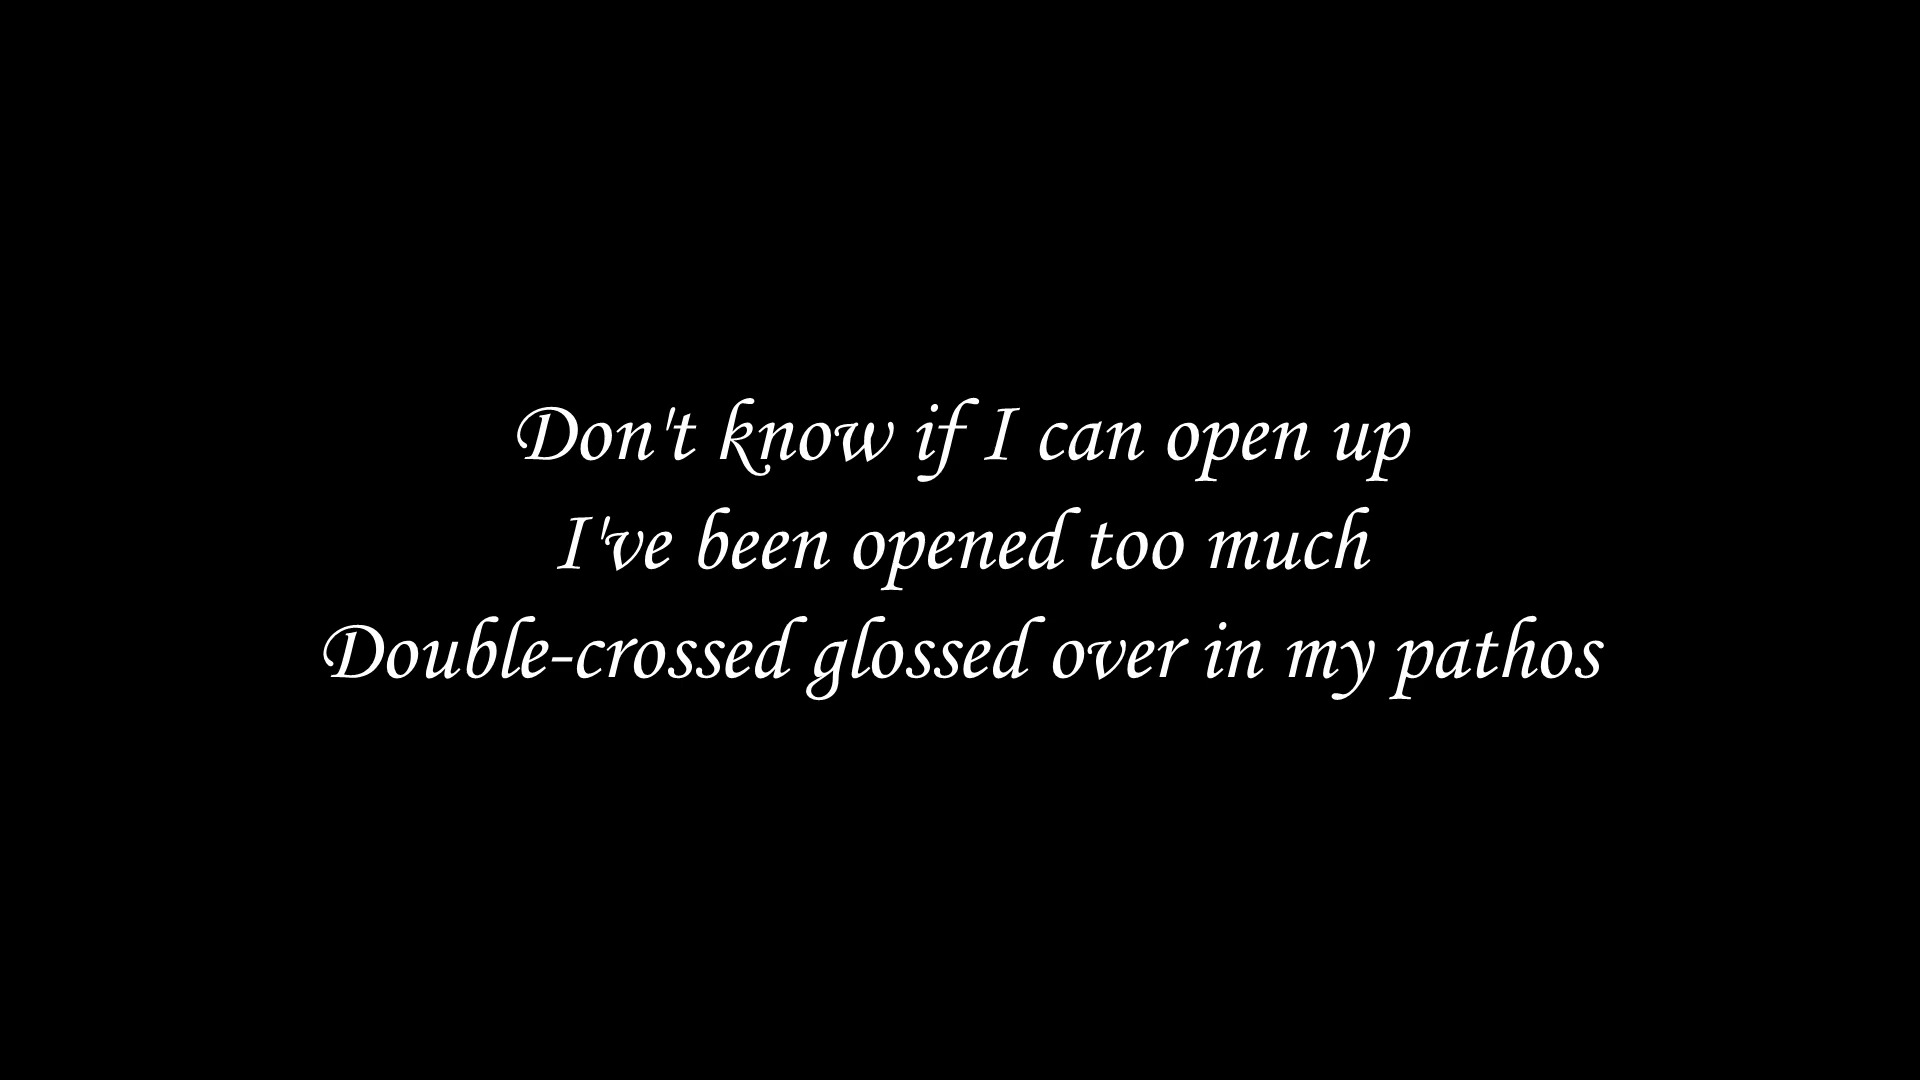 Don't know if I can open up
I've been opened too much
Double-crossed glossed over in my pathos